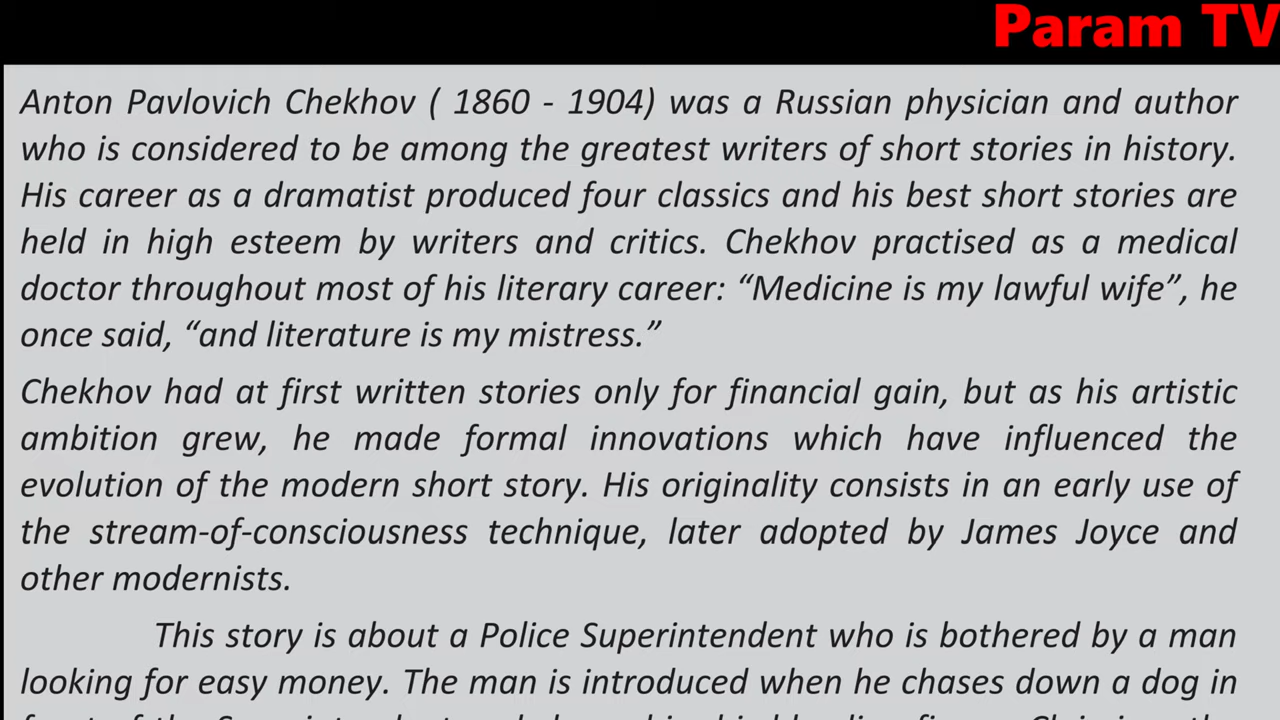 Param TV
Anton Pavlovich Chekhov ( 1860 - 1904) was a Russian physician and author
who is considered to be among the greatest writers of short stories in history.
His career as a dramatist produced four classics and his best short stories are
held in high esteem by writers and critics. Chekhov practised as a medical
doctor throughout most of his literary career: “Medicine is my lawful wife”, he
once said, “and literature is my mistress.”
Chekhov had at first written stories only for financial gain, but as his artistic
ambition grew, he made formal innovations which have influenced the
evolution of the modern short story. His originality consists in an early use of
the stream-of-consciousness technique, later adopted by James Joyce and
other modernists.
This story is about a Police Superintendent who is bothered by a man
looking for easy money. The man is introduced when he chases down a dog in